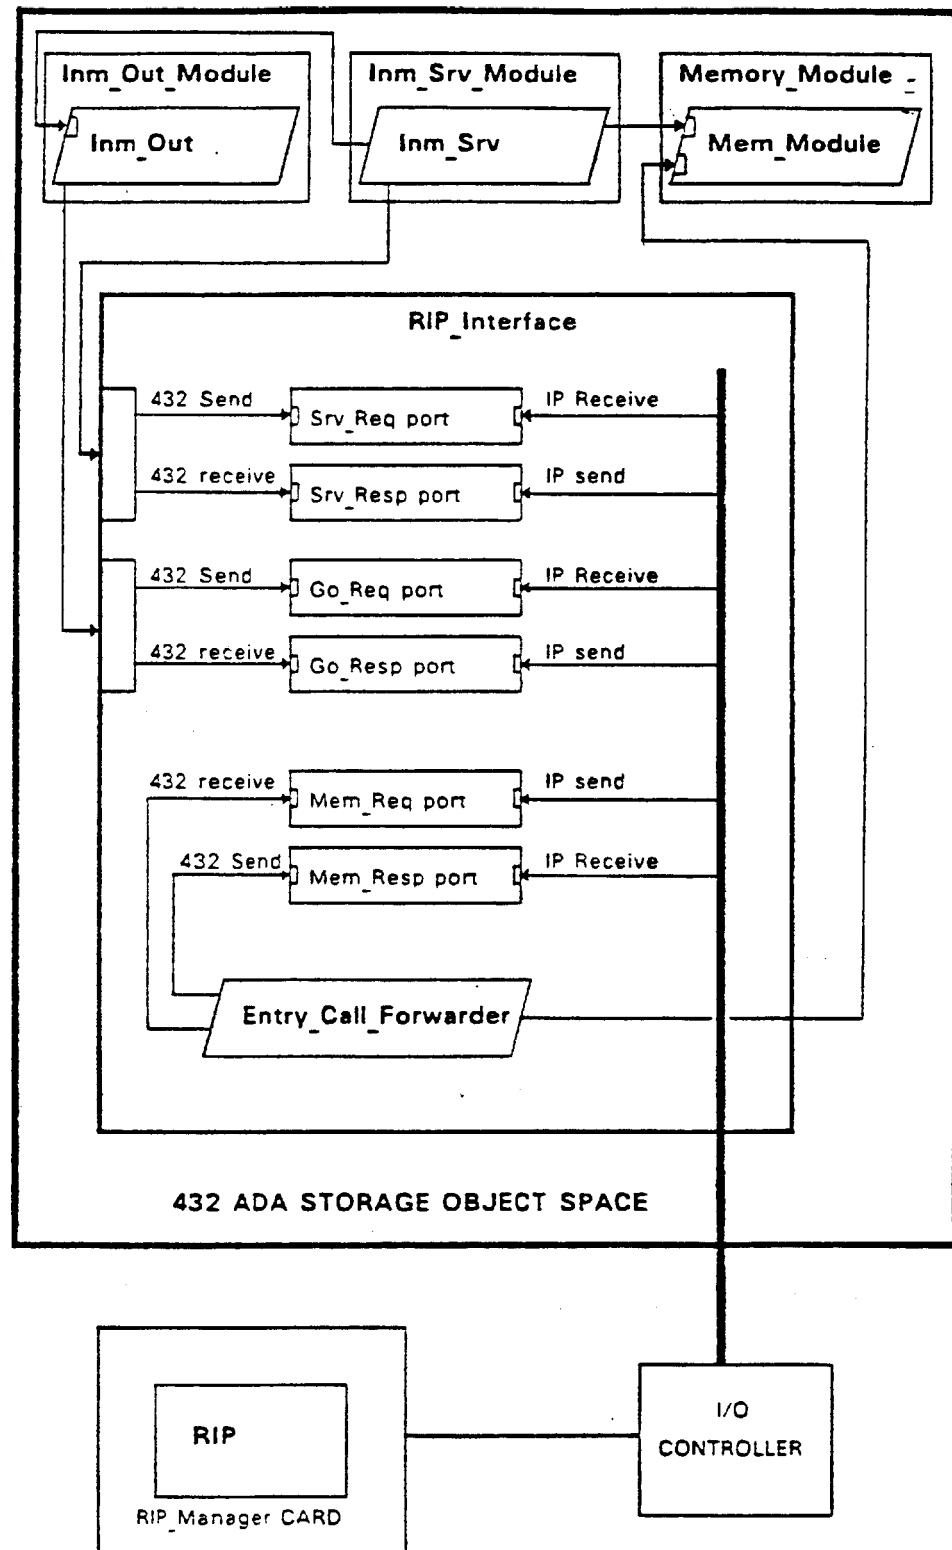 Inm_Out_Module
Inm_Srv_Module
Memory_Module
Inm_Out
Inm_Srv
Mem_Module
RIP_Interface
432 Send
Srv_Req port
IP Receive
432 receive
Srv_Resp port
IP send
432 Send
Go_Req port
IP Receive
432 receive
Go_Resp port
IP send
432 receive
Mem_Req port
IP send
432 Send
Mem_Resp port
IP Receive
Entry_Call_Forwarder
432 ADA STORAGE OBJECT SPACE
RIP
RIP_Manager CARD
I/O
CONTROLLER